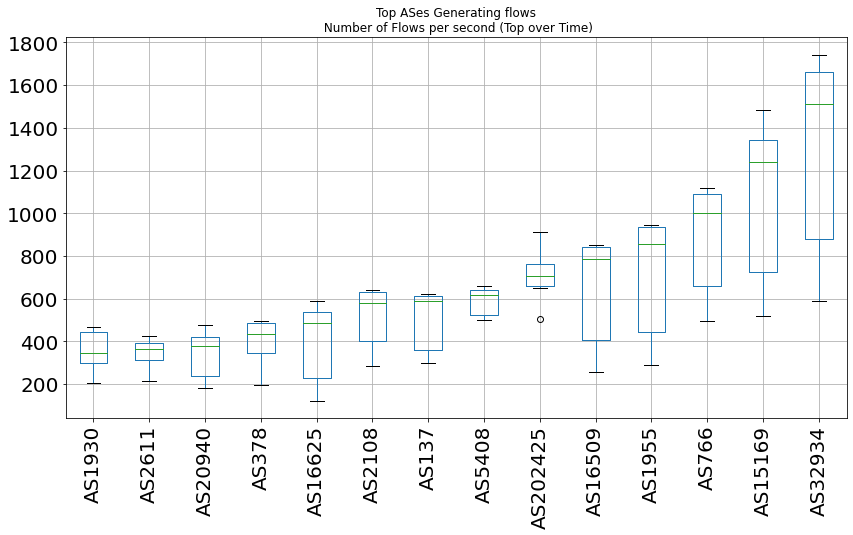 Top ASes Generating flows
Number of Flows per second (Top over Time)
1800
1600
1400
1200
1000
800
600
400
200
AS1930
AS2611
AS20940
AS378
AS16625
AS2108
AS137
AS5408
AS202425
AS16509
AS1955
AS766
AS15169
AS32934